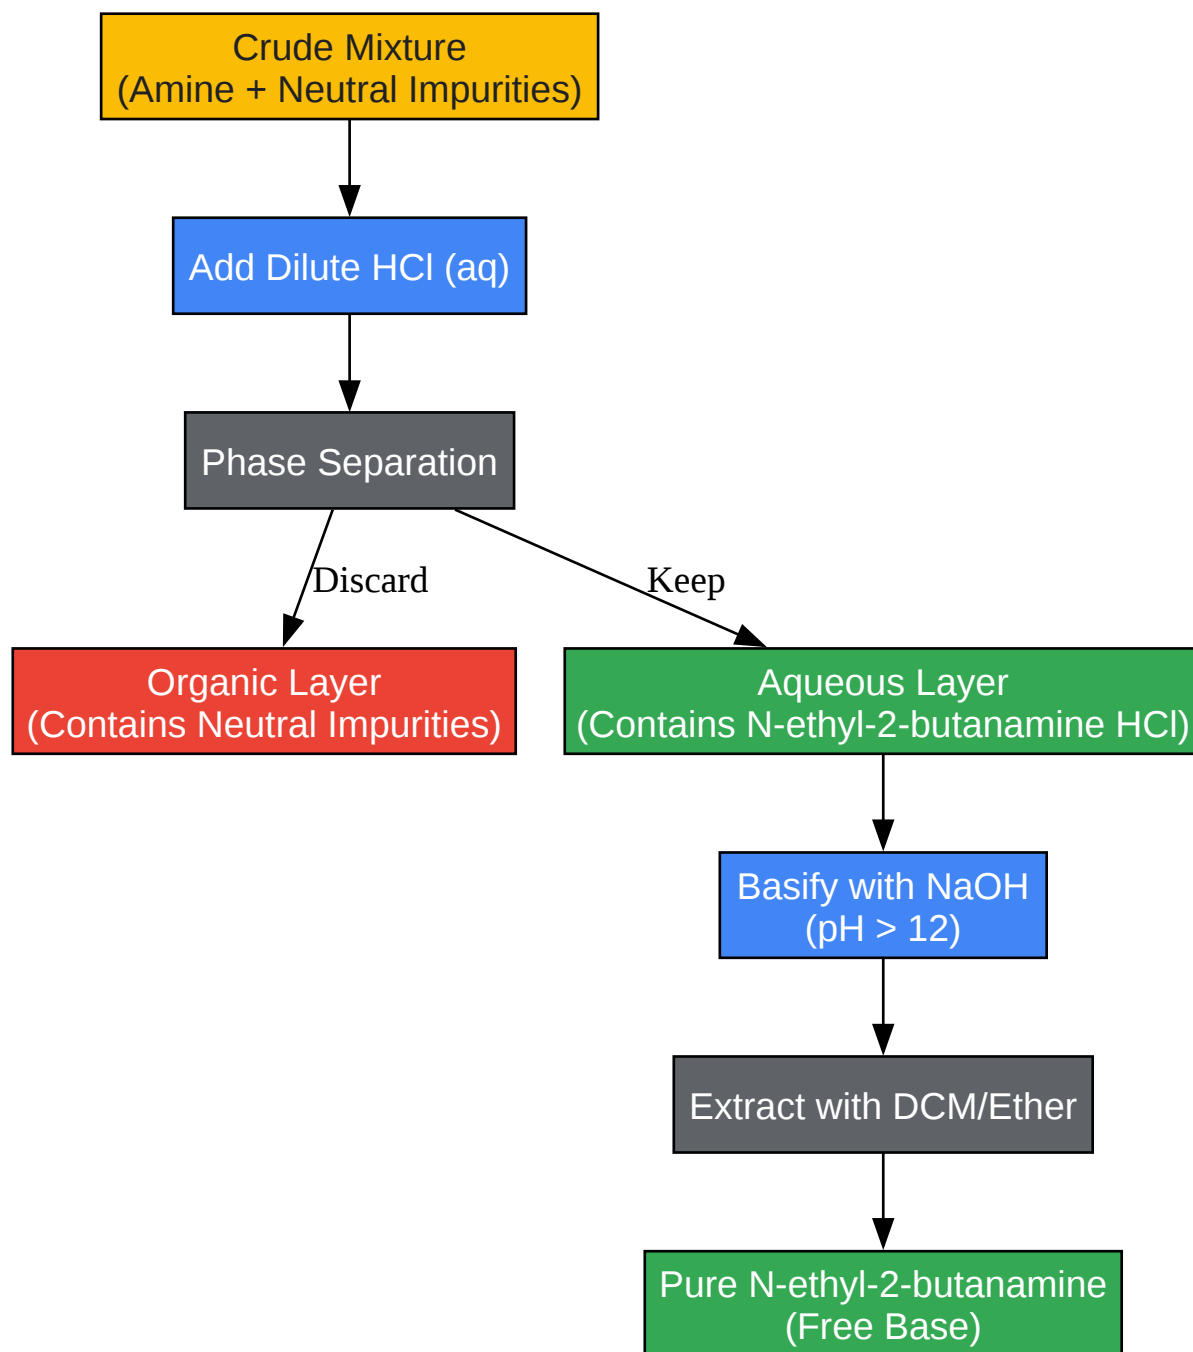 Crude Mixture
(Amine + Neutral Impurities)
Add Dilute HCl (aq)
Phase Separation
Discard
Keep
Organic Layer
(Contains Neutral Impurities)
Aqueous Layer
(Contains N-ethyl-2-butanamine HCl)
Basify with NaOH
(pH > 12)
Extract with DCM/Ether
Pure N-ethyl-2-butanamine
(Free Base)